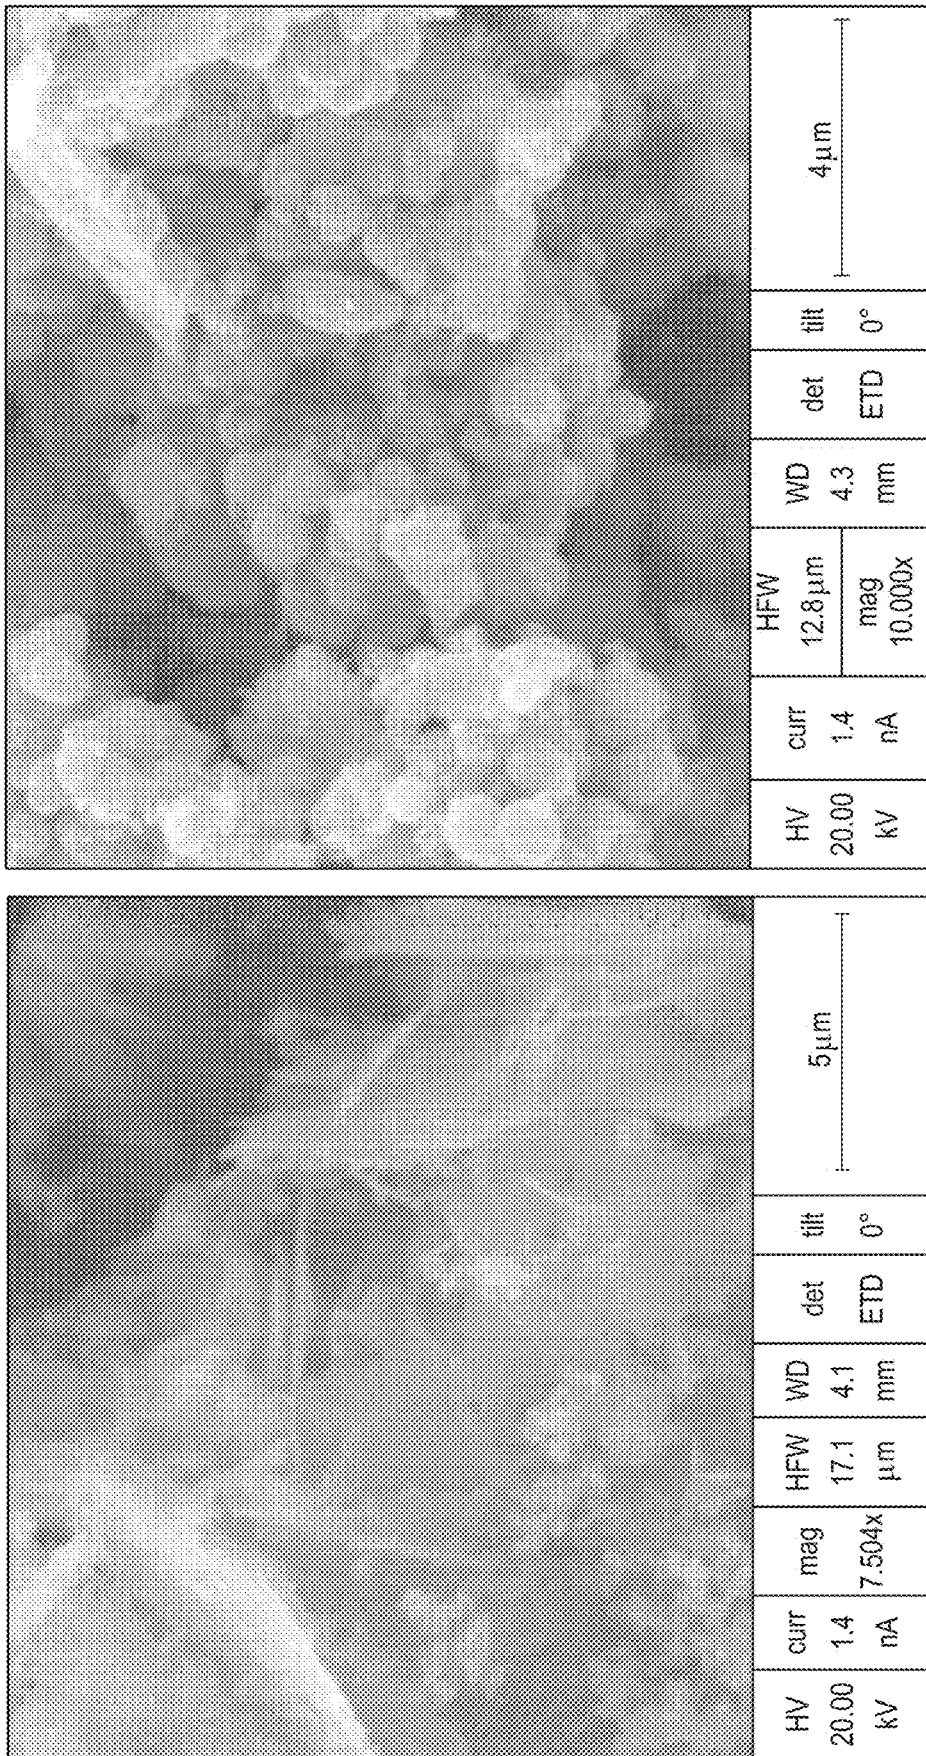 HV
20.00
kV
curr
1.4
nA
mag
7.504x
HFW
17.1
µm
WD
4.1
mm
det
ETD
tilt
0°
5µm
HV
20.00
kV
curr
1.4
nA
HFW
12.8µm
mag
10.000x
WD
4.3
mm
det
ETD
tilt
0°
4µm